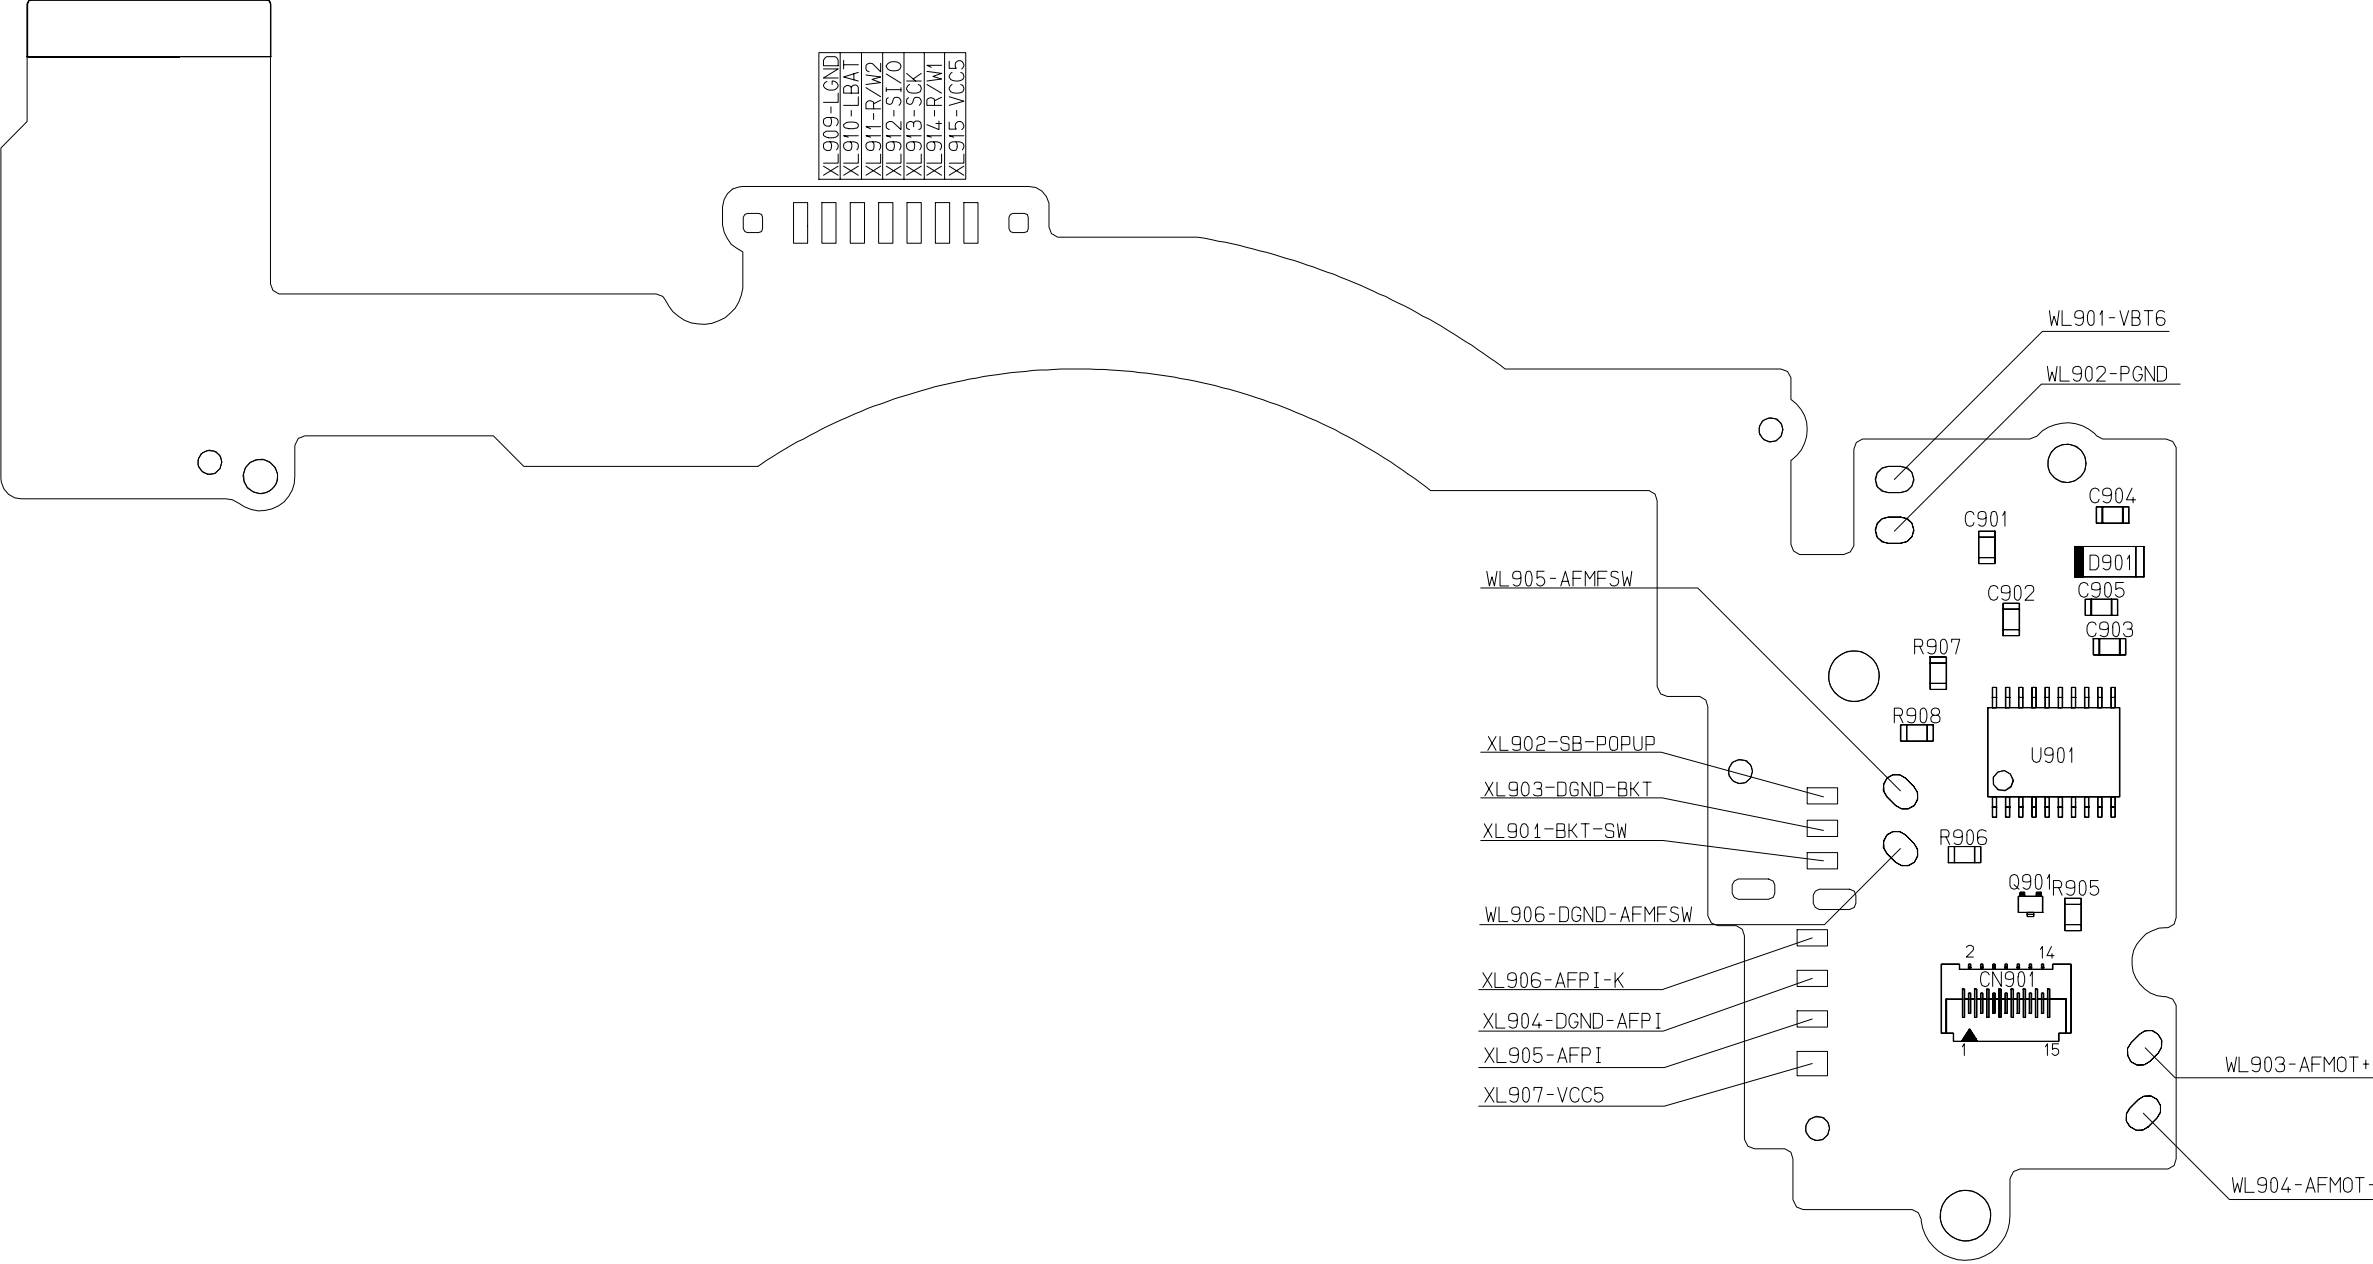 XL909-LGND
XL910-LBAT
XL911-R/W2
XL912-SI/O
XL913-SCK
XL914-R/W1
XL915-VCC5
WL901-VBT6
WL902-PGND
C904
C901
D901
WL905-AFMFSW
C905
C902
C903
R907
R908
XL902-SB-POPUP
U901
XL903-DGND-BKT
XL901-BKT-SW
R906
Q901
R905
WL906-DGND-AFMFSW
2
14
XL906-AFPI-K
CN901
XL904-DGND-AFPI
1
15
XL905-AFPI
WL903-AFMOT+
XL907-VCC5
WL904-AFMOT-